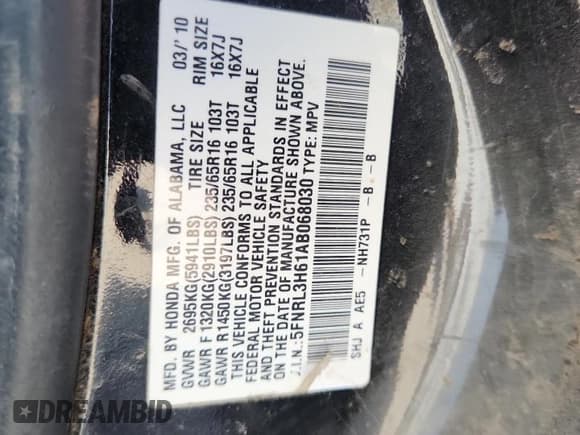 MFD. BY HONDA MFG. OF ALABAMA, LLC 03/'10
GVWR 2695KG(5941LBS) TIRE SIZE RIM SIZE
GAWR F 1320KG(2910LBS) 235/65R16 103T 16X7J
GAWR R1450KG(3197LBS) 235/65R16 103T 16X7J
THIS VEHICLE CONFORMS TO ALL APPLICABLE
FEDERAL MOTOR VEHICLE SAFETY
AND THEFT PREVENTION STANDARDS IN EFFECT
ON THE DATE OF MANUFACTURE SHOWN ABOVE.
V.I.N.: 5FNRL3H61AB068030 TYPE: MPV
SHJ A AE5 -NH731P -B -B
DREAMBID